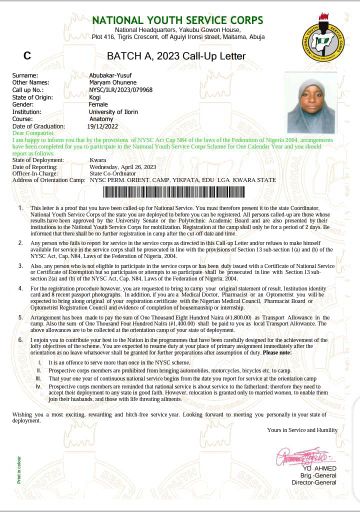 NATIONAL YOUTH SERVICE CORPS
National Headquarters, Yakubu Gowon House,
Plot 416, Tigris Crescent, off Aguiyi Ironsi street, Maitama, Abuja
C BATCH A, 2023 Call-Up Letter
Surname: Abubakar-Yusuf
Other Names: Maryam Ohunene
Call up No.: NYSC/ILR/2023/079968
State of Origin: Kogi
Gender: Female
Institution: University of Ilorin
Course: Anatomy
Date of Graduation: 19/12/2022
Dear Compatriot,
I am happy to inform you that by the provisions of NYSC Act Cap N84 of the laws of the Federation of Nigeria 2004, arrangements
have been completed for you to participate in the National Youth Service Corps Scheme for One Calendar Year and you should
report as follows:
State of Deployment: Kwara
Date of Reporting Wednesday, April 26, 2023
Officer-In-Charge State Co-ordinator
Address of Orientation Camp: NYSC PERM. ORIENT. CAMP, YIKPATA, EDU LGA KWARA STATE
1. This letter is a proof that you have been called up for National Service. You must therefore present it to the state Coordinator,
National Youth Service Corps of the state you are deployed to before you can be registered. All persons called-up are those whose
results have been approved by the University Senate or the Polytechnic Academic Board and are also presented by their
institutions to the National Youth Service Corps for mobilization. Registration at the camp shall only be for a period of 2 days. Be
informed that there shall be no further registration in camp after the cut off date and time.
2. Any person who fails to report for service in the service corps as directed in this Call-Up Letter and/or refuses to make himself
available for service in the service corps shall be prosecuted in line with the provisions of Section 13 sub-section 1(a) and (b) of the
NYSC Act, Cap. N84, Laws of the Federation of Nigeria, 2004.
3. Also, any person who is not eligible to participate in the service corps or has been duly issued with a Certificate of National Service
or Certificate of Exemption but so participates or attempts to so participate shall be prosecuted in line with Section 13 sub-
section 2(a) and (b) of the NYSC Act, Cap. N84, Laws of the Federation of Nigeria, 2004.
4. For the registration procedure however, you are requested to bring to camp your original statement of result, Institution identity
card and 8 recent passport photographs. In addition, if you are a Medical Doctor, Pharmacist or an Optometrist you will be
expected to bring along original of your registration certificate with the Nigerian Medical Council, Pharmacist Board or
Optometrist Registration Council and evidence of completion of housemanship or internship.
5. Arrangement have been made to pay the sum of One Thousand Eight Hundred Naira (₦1,800.00) as Transport Allowance in the
camp. Also the sum of One Thousand Four Hundred Naira (₦1,400.00) shall be paid to you as local Transport Allowance. The
above allowances are to be collected at the orientation camp of your state of deployment.
6. I enjoin you to contribute your best to the Nation in the programmes that have been carefully designed for the achievement of the
lofty objectives of the scheme. You are expected to resume duty at your place of primary assignment immediately after the
orientation as no leave whatsoever shall be granted for further preparations after assumption of duty. Please note:
I. It is an offence to serve more than once in the NYSC scheme.
II. Prospective corps members are prohibited from bringing automobiles, motorcycles, bicycles etc. to camp.
III. That your one year of continuous national service begins from the date you report for service at the orientation camp
IV. Prospective corps members are reminded that national service is about service to the fatherland; therefore they need to
accept their deployment to any state in good faith. However, relocation is granted only to married women, to enable them
join their husbands, and those with life threatening ailments.
Wishing you a most exciting, rewarding and hitch-free service year. Looking forward to meeting you personally in your state of
deployment.
Yours in Service and Humility
YD AHMED
Brig.-General
Director-General
Print in colour